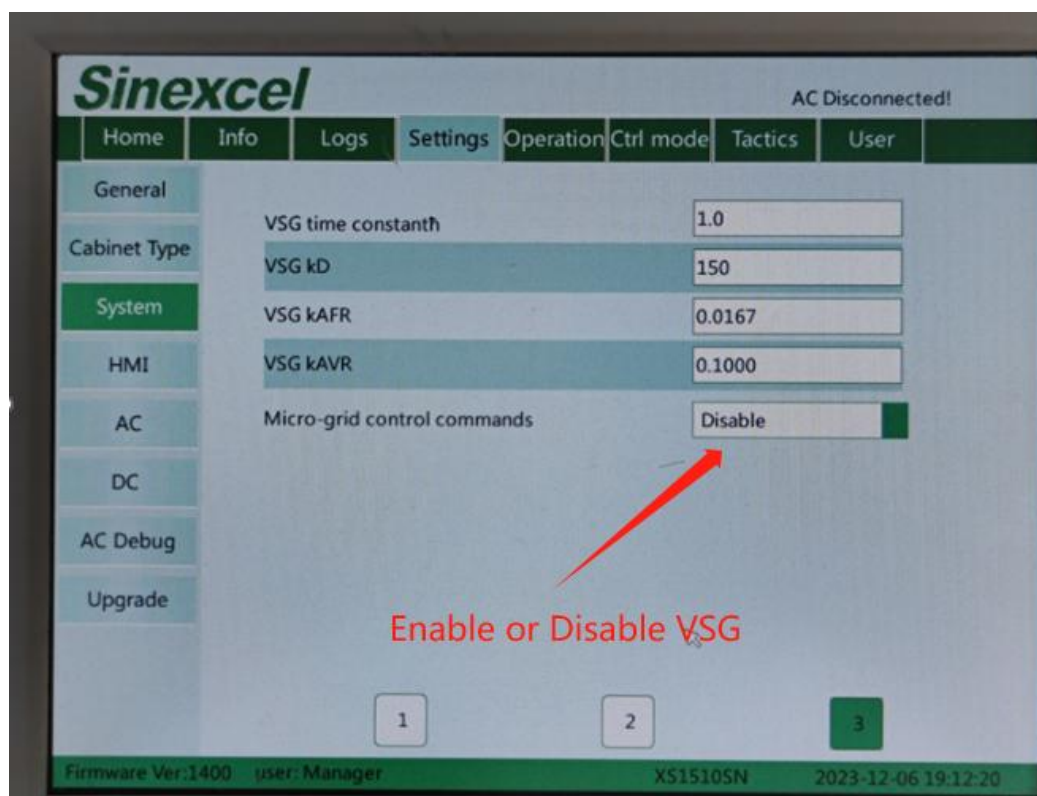 Sinexcel
AC Disconnected!
Home Info Logs Settings Operation Ctrl mode Tactics User
General
Cabinet Type
System
HMI
AC
DC
AC Debug
Upgrade
VSG time constantħ 1.0
VSG kD 150
VSG kAFR 0.0167
VSG kAVR 0.1000
Micro-grid control commands Disable
Enable or Disable VSG
1 2 3
Firmware Ver:1400 user: Manager XS1510SN 2023-12-06 19:12:20